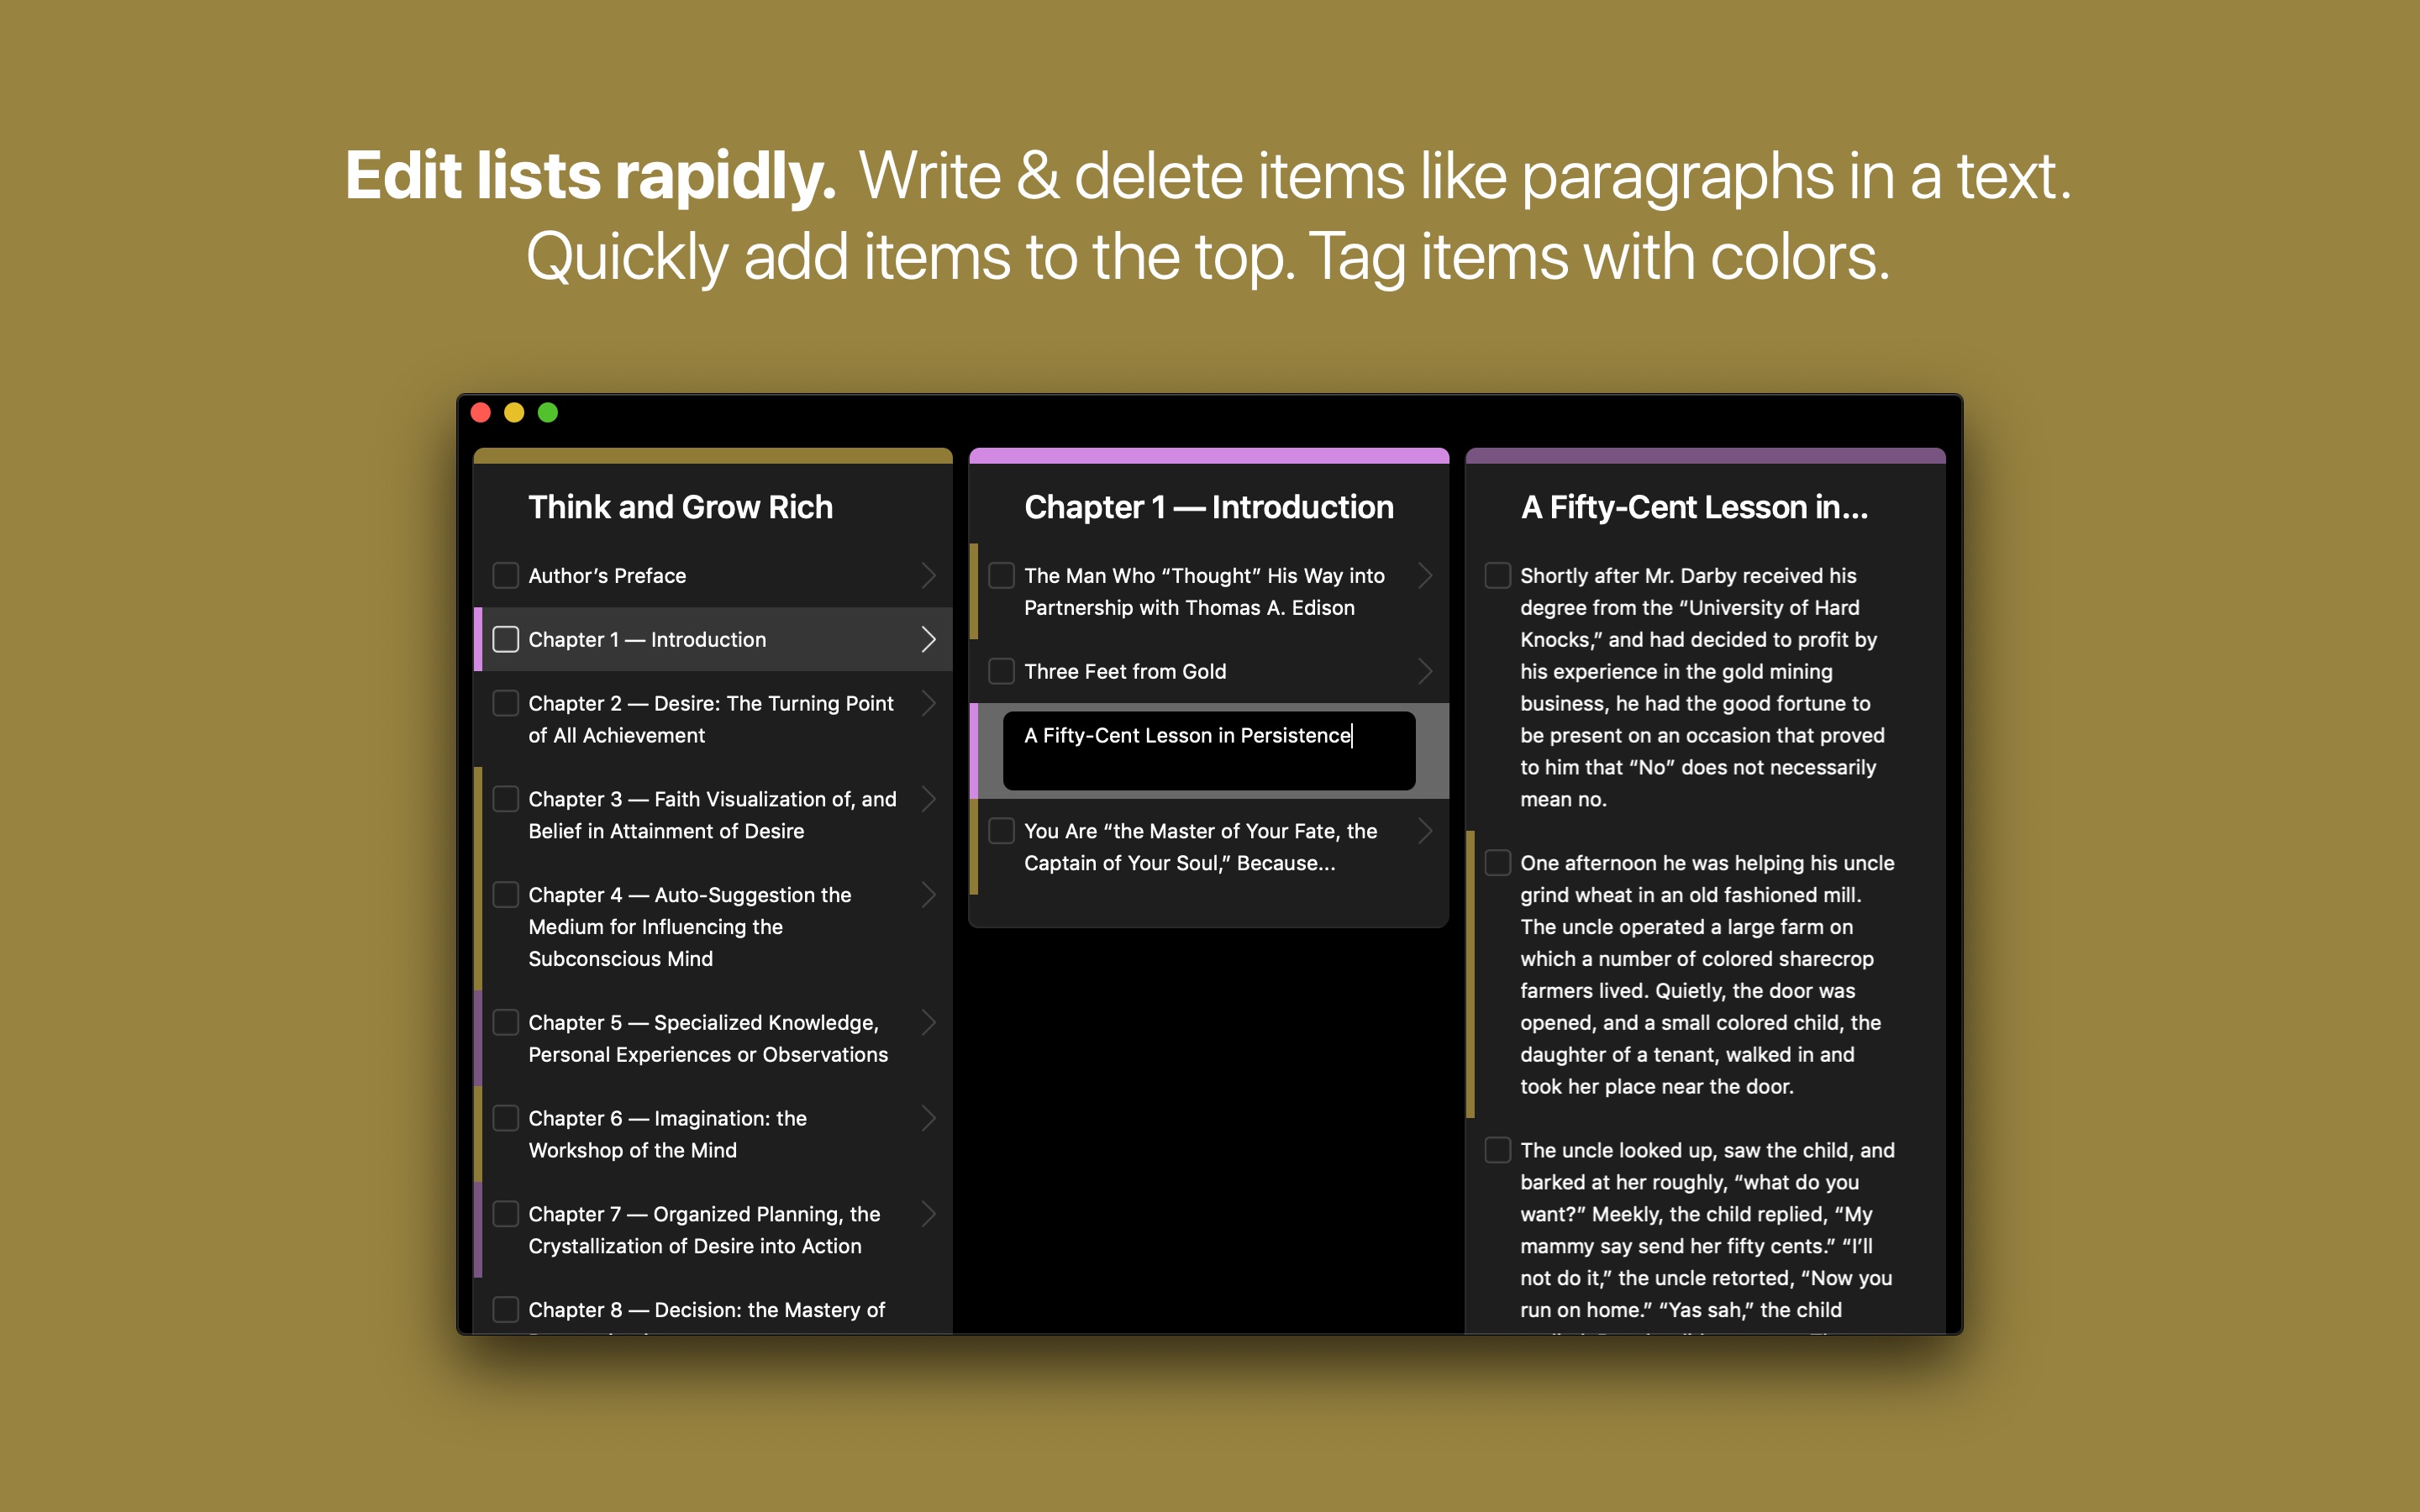 Edit lists rapidly. Write & delete items like paragraphs in a text.
Quickly add items to the top. Tag items with colors.
Think and Grow Rich
Author’s Preface
Chapter 1 — Introduction
Chapter 2 — Desire: The Turning Point
of All Achievement
Chapter 3 — Faith Visualization of, and
Belief in Attainment of Desire
Chapter 4 — Auto-Suggestion the
Medium for Influencing the
Subconscious Mind
Chapter 5 — Specialized Knowledge,
Personal Experiences or Observations
Chapter 6 — Imagination: the
Workshop of the Mind
Chapter 7 — Organized Planning, the
Crystallization of Desire into Action
Chapter 8 — Decision: the Mastery of
Chapter 1 — Introduction
The Man Who “Thought” His Way into
Partnership with Thomas A. Edison
Three Feet from Gold
A Fifty-Cent Lesson in Persistence
You Are “the Master of Your Fate, the
Captain of Your Soul,” Because...
A Fifty-Cent Lesson in...
Shortly after Mr. Darby received his
degree from the “University of Hard
Knocks,” and had decided to profit by
his experience in the gold mining
business, he had the good fortune to
be present on an occasion that proved
to him that “No” does not necessarily
mean no.
One afternoon he was helping his uncle
grind wheat in an old fashioned mill.
The uncle operated a large farm on
which a number of colored sharecrop
farmers lived. Quietly, the door was
opened, and a small colored child, the
daughter of a tenant, walked in and
took her place near the door.
The uncle looked up, saw the child, and
barked at her roughly, “what do you
want?” Meekly, the child replied, “My
mammy say send her fifty cents.” “I’ll
not do it,” the uncle retorted, “Now you
run on home.” “Yas sah,” the child